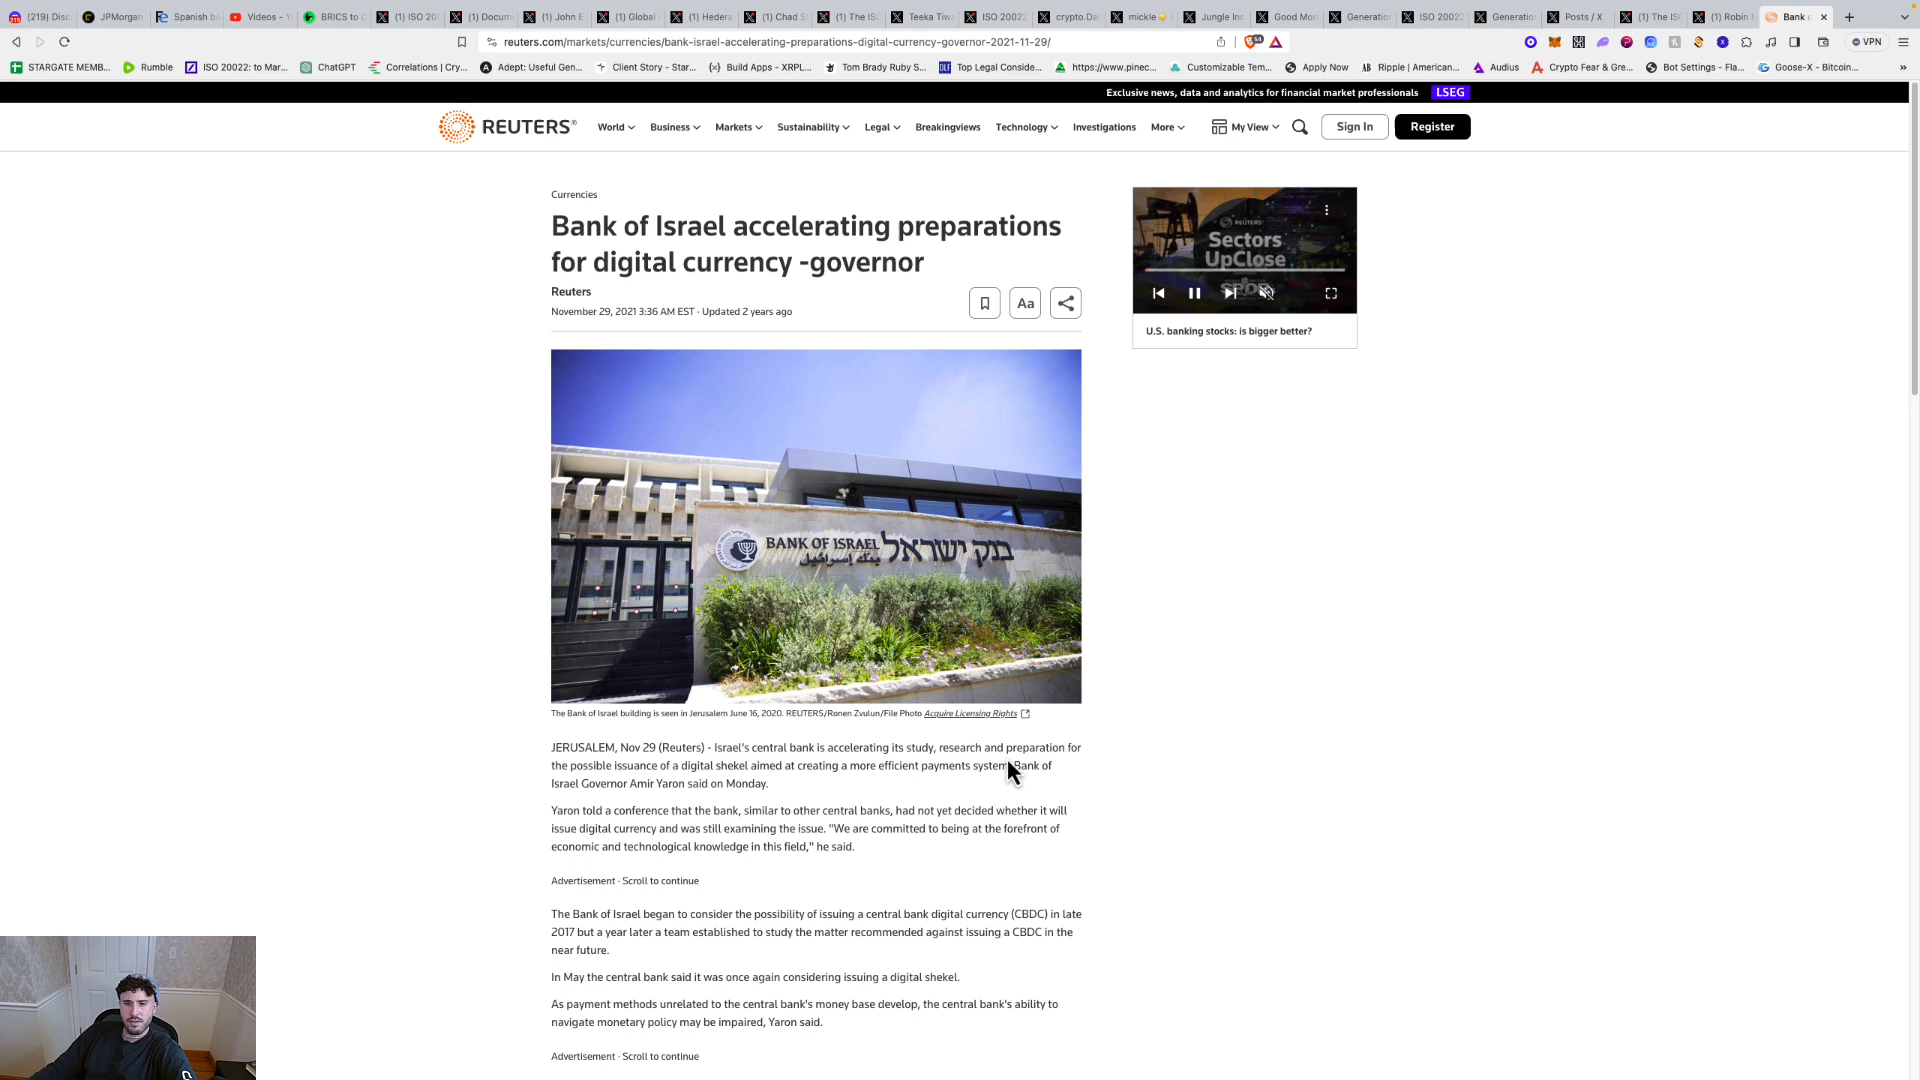 (219) Disc
JPMorgan
Spanish ba
Videos - Y
BRICS to C
(1) ISO 20
(1) Docum
(1) John E
(1) Global
(1) Hedera
(1) Chad S
(1) The ISO
Teeka Tiwa
ISO 20022
crypto.Dar
mickle
Jungle Inc
Good Morn
Generation
ISO 20022
Generation
Posts / X
(1) The ISO
(1) Robin
Bank o
reuters.com/markets/currencies/bank-israel-accelerating-preparations-digital-currency-governor-2021-11-29/
VPN
STARGATE MEMB...
Rumble
ISO 20022: to Mar...
ChatGPT
Correlations | Cry...
Adept: Useful Gen...
Client Story - Star...
Build Apps - XRPL...
Tom Brady Ruby S...
Top Legal Conside...
https://www.pinec...
Customizable Tem...
Apply Now
Ripple | American...
Audius
Crypto Fear & Gre...
Bot Settings - Fla...
Goose-X - Bitcoin...
Exclusive news, data and analytics for financial market professionals LSEG
REUTERS®
World
Business
Markets
Sustainability
Legal
Breakingviews
Technology
Investigations
More
My View
Sign In
Register
Currencies
Bank of Israel accelerating preparations
for digital currency -governor
Reuters
November 29, 2021 3:36 AM EST · Updated 2 years ago
Aa
REUTERS
Sectors
UpClose
SPDR
U.S. banking stocks: is bigger better?
BANK OF ISRAEL
בנק ישראל
بنك إسرائيل
The Bank of Israel building is seen in Jerusalem June 16, 2020. REUTERS/Ronen Zvulun/File Photo Acquire Licensing Rights
JERUSALEM, Nov 29 (Reuters) - Israel's central bank is accelerating its study, research and preparation for
the possible issuance of a digital shekel aimed at creating a more efficient payments system, Bank of
Israel Governor Amir Yaron said on Monday.
Yaron told a conference that the bank, similar to other central banks, had not yet decided whether it will
issue digital currency and was still examining the issue. "We are committed to being at the forefront of
economic and technological knowledge in this field," he said.
Advertisement · Scroll to continue
The Bank of Israel began to consider the possibility of issuing a central bank digital currency (CBDC) in late
2017 but a year later a team established to study the matter recommended against issuing a CBDC in the
near future.
In May the central bank said it was once again considering issuing a digital shekel.
As payment methods unrelated to the central bank's money base develop, the central bank's ability to
navigate monetary policy may be impaired, Yaron said.
Advertisement · Scroll to continue